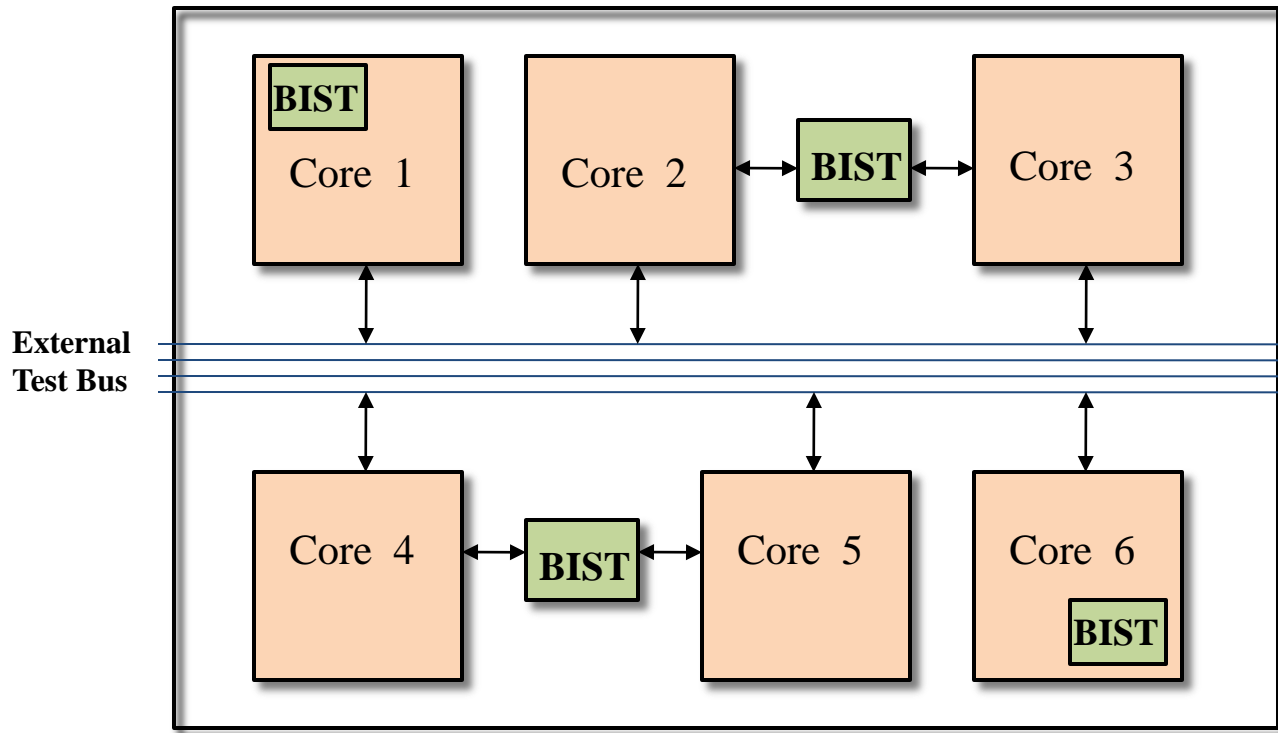 BIST
Core 1
Core 2
BIST
Core 3
External
Test Bus
Core 4
BIST
Core 5
Core 6
BIST